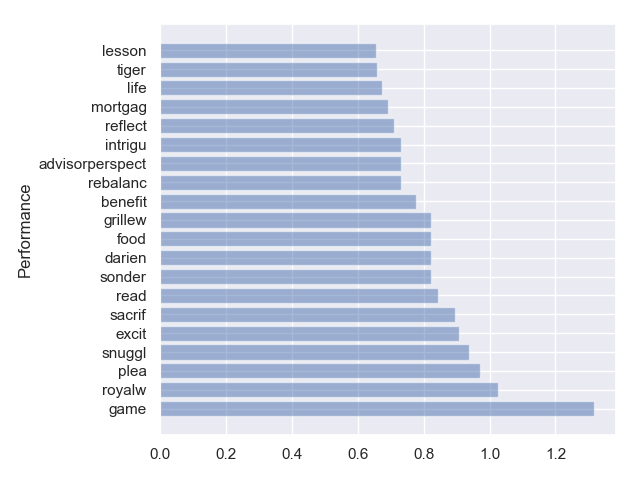 lesson
tiger
life
mortgag
reflect
intrigu
advisorperspect
rebalanc
benefit
grillew
food
darien
sonder
read
sacrif
excit
snuggl
plea
royalw
game
Performance
0.0 0.2 0.4 0.6 0.8 1.0 1.2